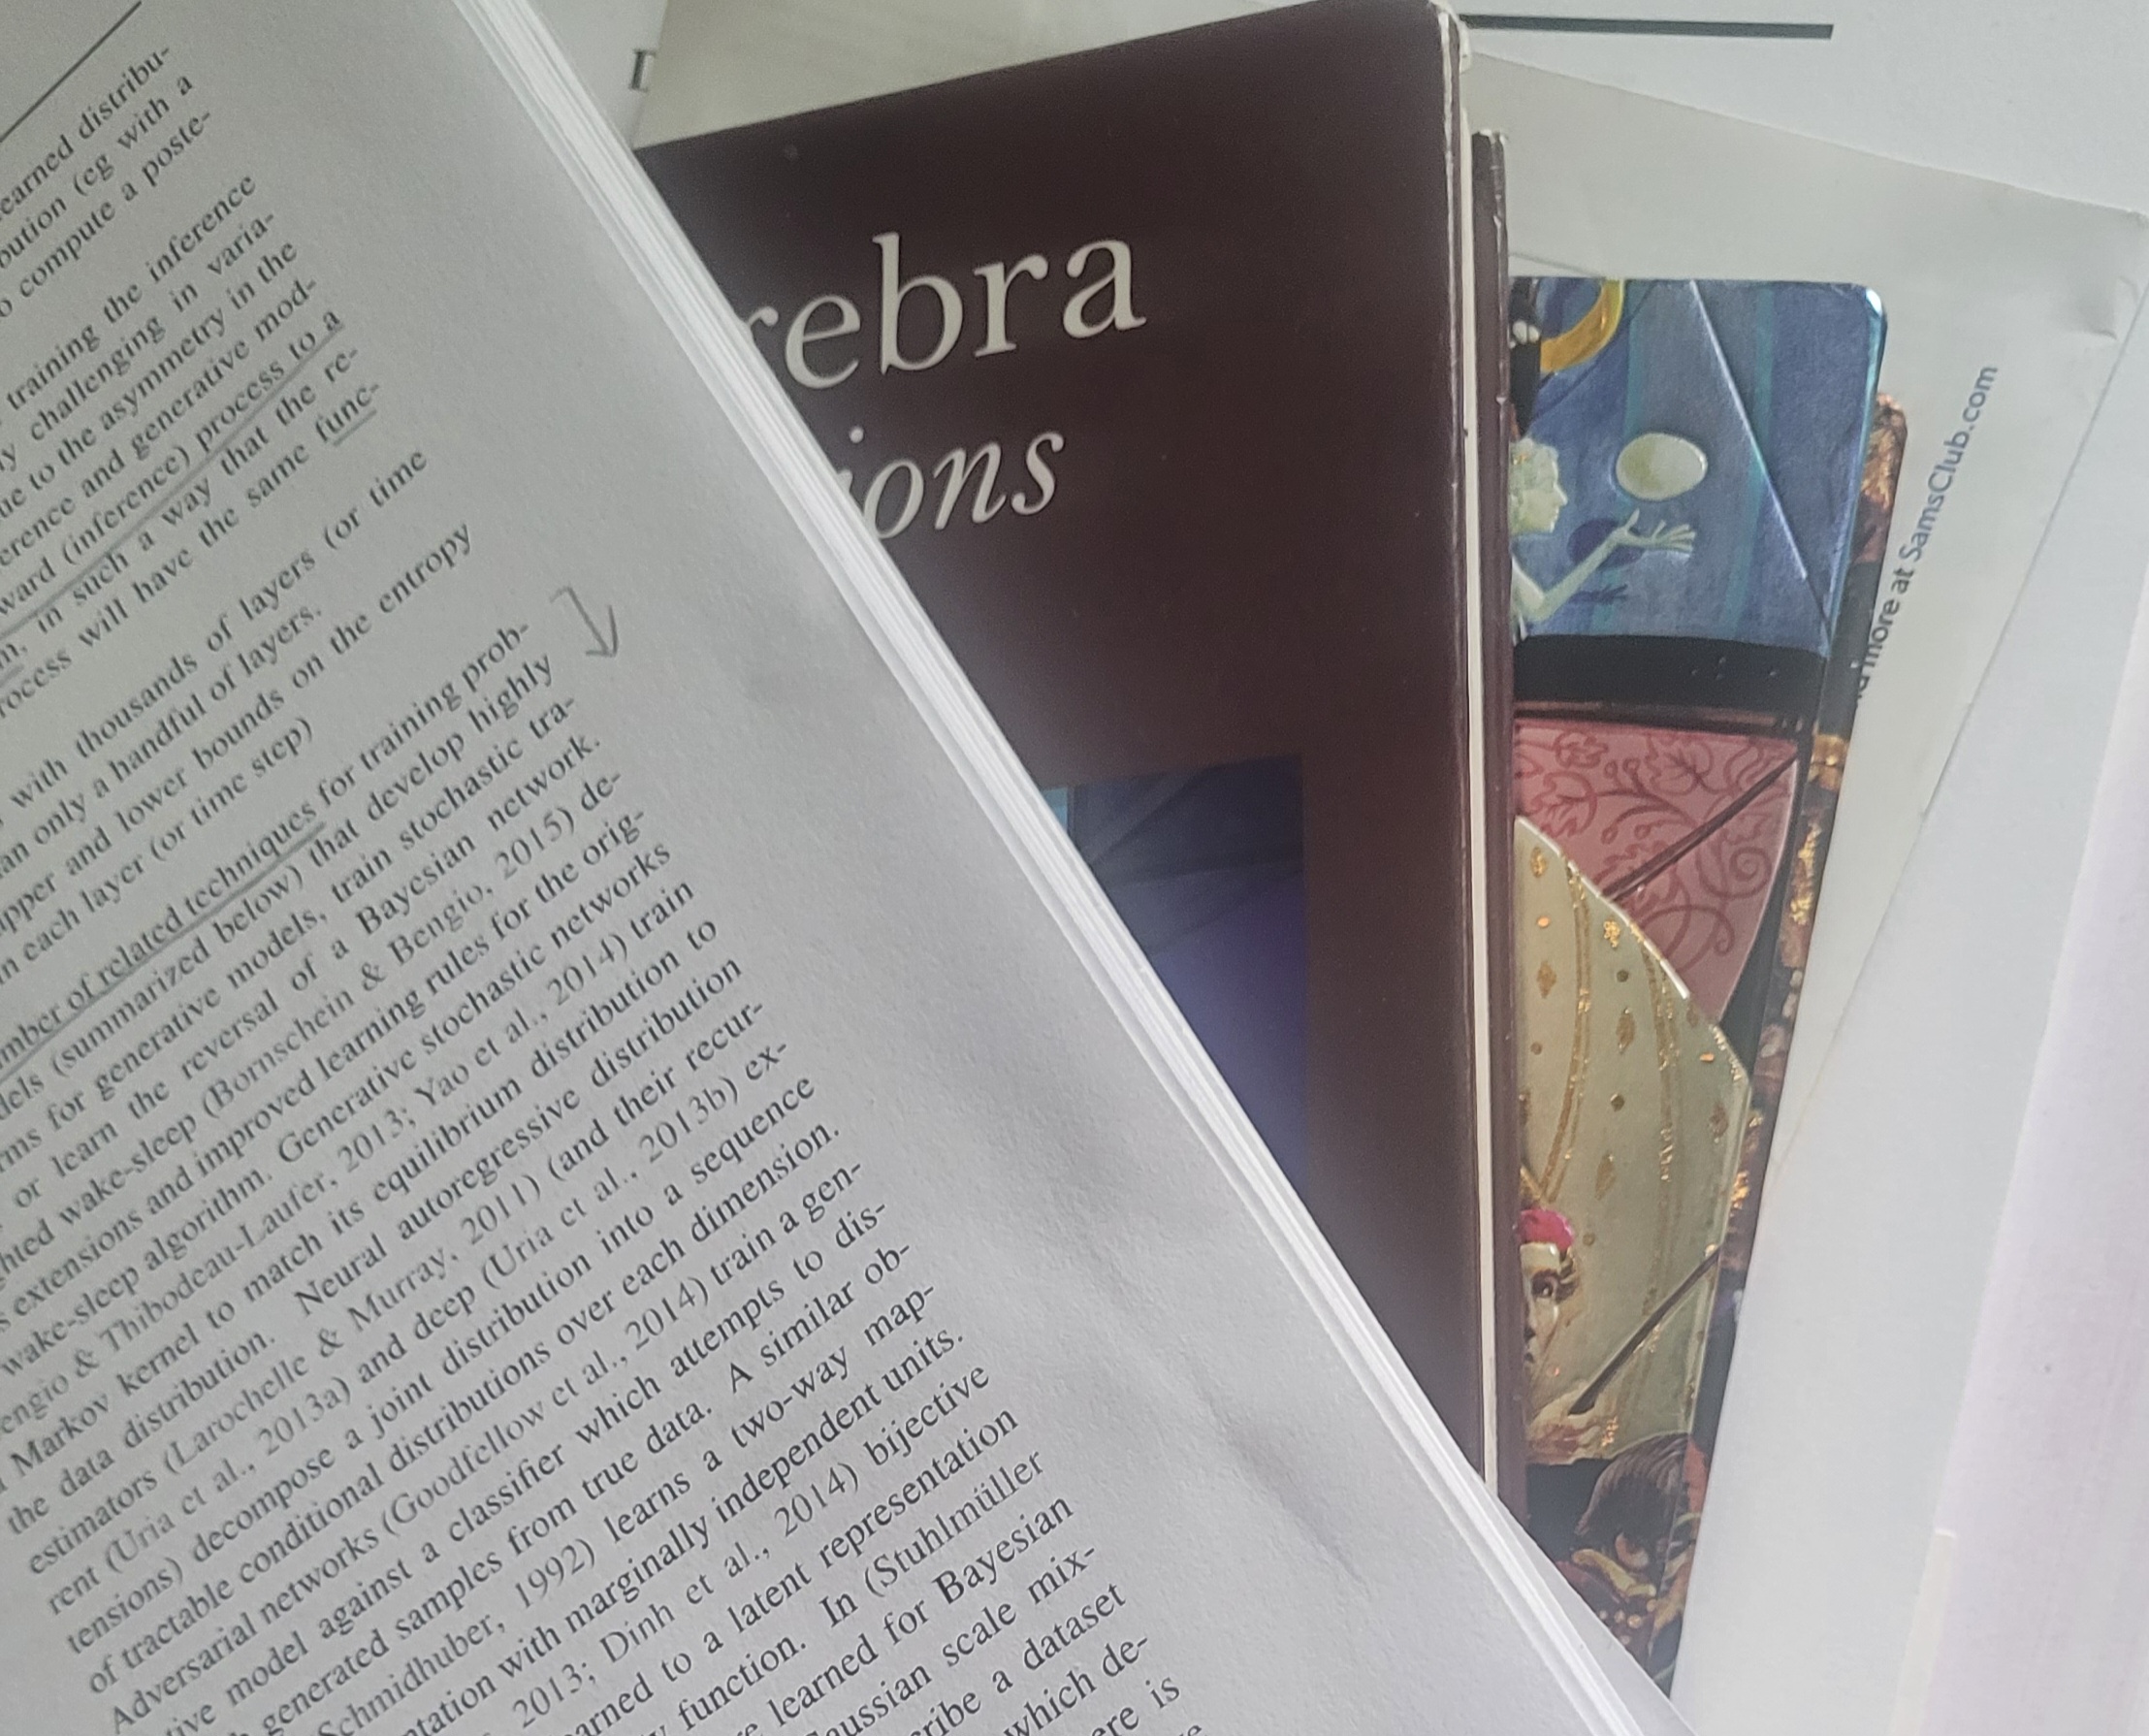 earned distribu-
bution (eg with a
o compute a poste-
training the inference
y challenging in varia-
ue to the asymmetry in the
erence and generative mod-
ward (inference) process to a
m, in such a way that the re-
rocess will have the same func-
with thousands of layers (or time
an only a handful of layers.
pper and lower bounds on the entropy
n each layer (or time step)
mber of related techniques for training prob-
dels (summarized below) that develop highly
rms for generative models, train stochastic tra-
or learn the reversal of a Bayesian network.
hted wake-sleep (Bornschein & Bengio, 2015) de-
s extensions and improved learning rules for the orig-
wake-sleep algorithm. Generative stochastic networks
engio & Thibodeau-Laufer, 2013; Yao et al., 2014) train
Markov kernel to match its equilibrium distribution to
the data distribution. Neural autoregressive distribution
estimators (Larochelle & Murray, 2011) (and their recur-
rent (Uria et al., 2013a) and deep (Uria et al., 2013b) ex-
tensions) decompose a joint distribution into a sequence
of tractable conditional distributions over each dimension.
Adversarial networks (Goodfellow et al., 2014) train a gen-
tive model against a classifier which attempts to dis-
generated samples from true data. A similar ob-
Schmidhuber, 1992) learns a two-way map-
ntation with marginally independent units.
2013; Dinh et al., 2014) bijective
arned to a latent representation
function. In (Stuhlmüller
learned for Bayesian
aussian scale mix-
cribe a dataset
which de-
ere is
rebra
ions
more at SamsClub.com